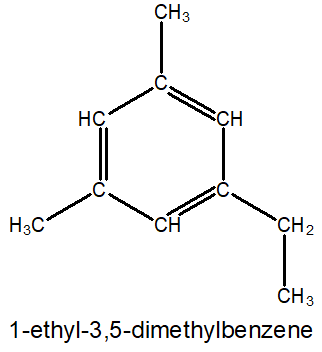 CH3
C
HC CH
C C
H3C CH CH2
CH3
1-ethyl-3,5-dimethylbenzene